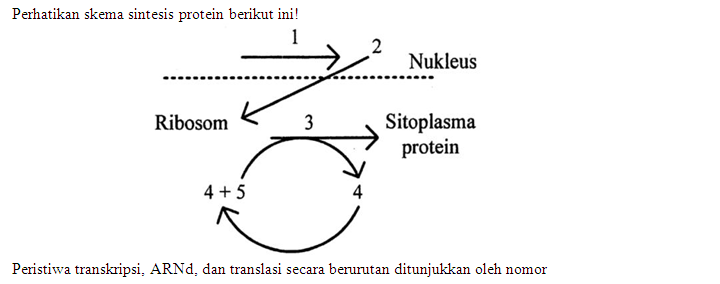 Perhatikan skema sintesis protein berikut ini!
1
2
Nukleus
Ribosom
3
Sitoplasma
protein
4 + 5
4
Peristiwa transkripsi, ARNd, dan translasi secara berurutan ditunjukkan oleh nomor